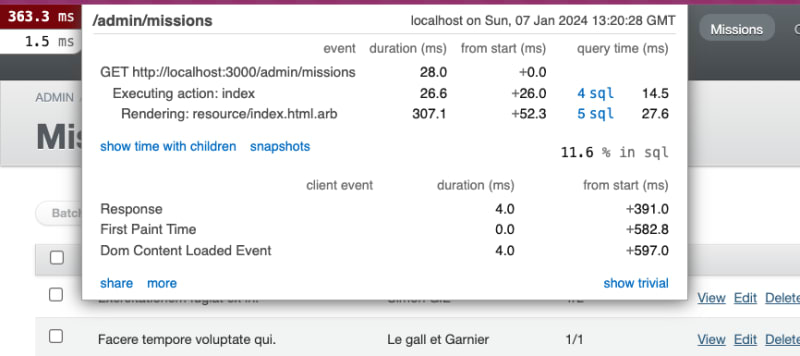 363.3 ms
1.5 ms
/admin/missions
localhost on Sun, 07 Jan 2024 13:20:28 GMT
Missions
event duration (ms) from start (ms) query time (ms)
GET http://localhost:3000/admin/missions 28.0 +0.0
Executing action: index 26.6 +26.0 4 sql 14.5
Rendering: resource/index.html.arb 307.1 +52.3 5 sql 27.6
show time with children snapshots
11.6 % in sql
client event duration (ms) from start (ms)
Response 4.0 +391.0
First Paint Time 0.0 +582.8
Dom Content Loaded Event 4.0 +597.0
share more show trivial
ADMIN
Mis
Batch
View Edit Delete
Facere tempore voluptate qui. Le gall et Garnier 1/1 View Edit Delete